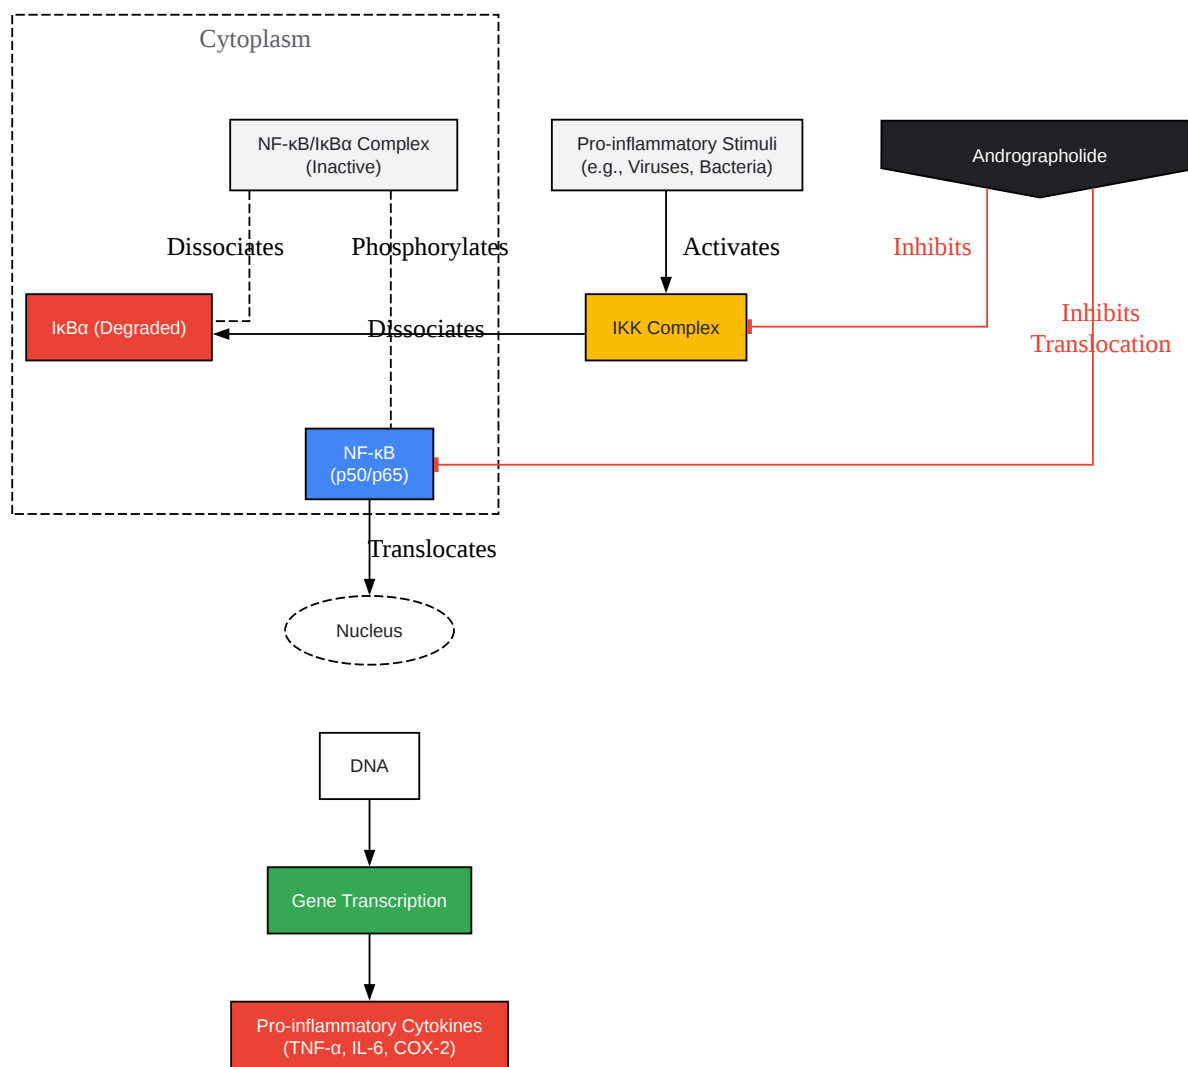 Cytoplasm
NF-κB/IκBα Complex
(Inactive)
Pro-inflammatory Stimuli
(e.g., Viruses, Bacteria)
Andrographolide
Dissociates
Phosphorylates
Activates
Inhibits
IκBα (Degraded)
Dissociates
IKK Complex
Inhibits
Translocation
NF-κB
(p50/p65)
Translocates
Nucleus
DNA
Gene Transcription
Pro-inflammatory Cytokines
(TNF-α, IL-6, COX-2)